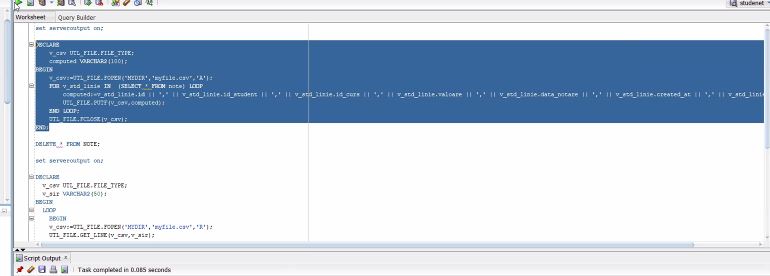 studenet
Worksheet Query Builder
set serveroutput on;
DECLARE
v_csv UTL_FILE.FILE_TYPE;
computed VARCHAR2(100);
BEGIN
v_csv:=UTL_FILE.FOPEN('MYDIR','myfile.csv','A');
FOR v_std_linie IN (SELECT * FROM note) LOOP
computed:=v_std_linie.id || ',' || v_std_linie.id_student || ',' || v_std_linie.id_curs || ',' || v_std_linie.valoare || ',' || v_std_linie.data_notare || ',' || v_std_linie.created_at || ',' || v_std_linie
UTL_FILE.PUTF(v_csv,computed);
END LOOP;
UTL_FILE.FCLOSE(v_csv);
END;
DELETE * FROM NOTE;
set serveroutput on;
DECLARE
v_csv UTL_FILE.FILE_TYPE;
v_sir VARCHAR2(50);
BEGIN
LOOP
BEGIN
v_csv:=UTL_FILE.FOPEN('MYDIR','myfile.csv','R');
UTL_FILE.GET_LINE(v_csv,v_sir);
Script Output ×
Task completed in 0.085 seconds